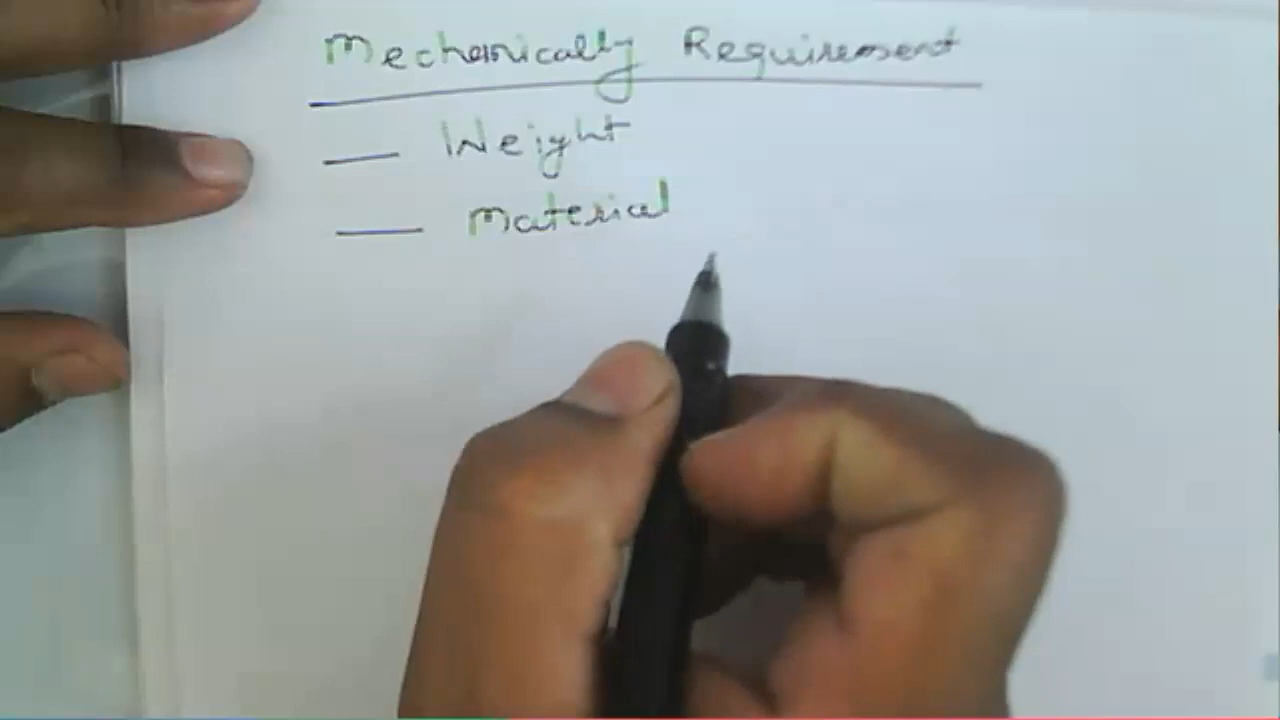 Mechanically Requirement
— Weight
— Material